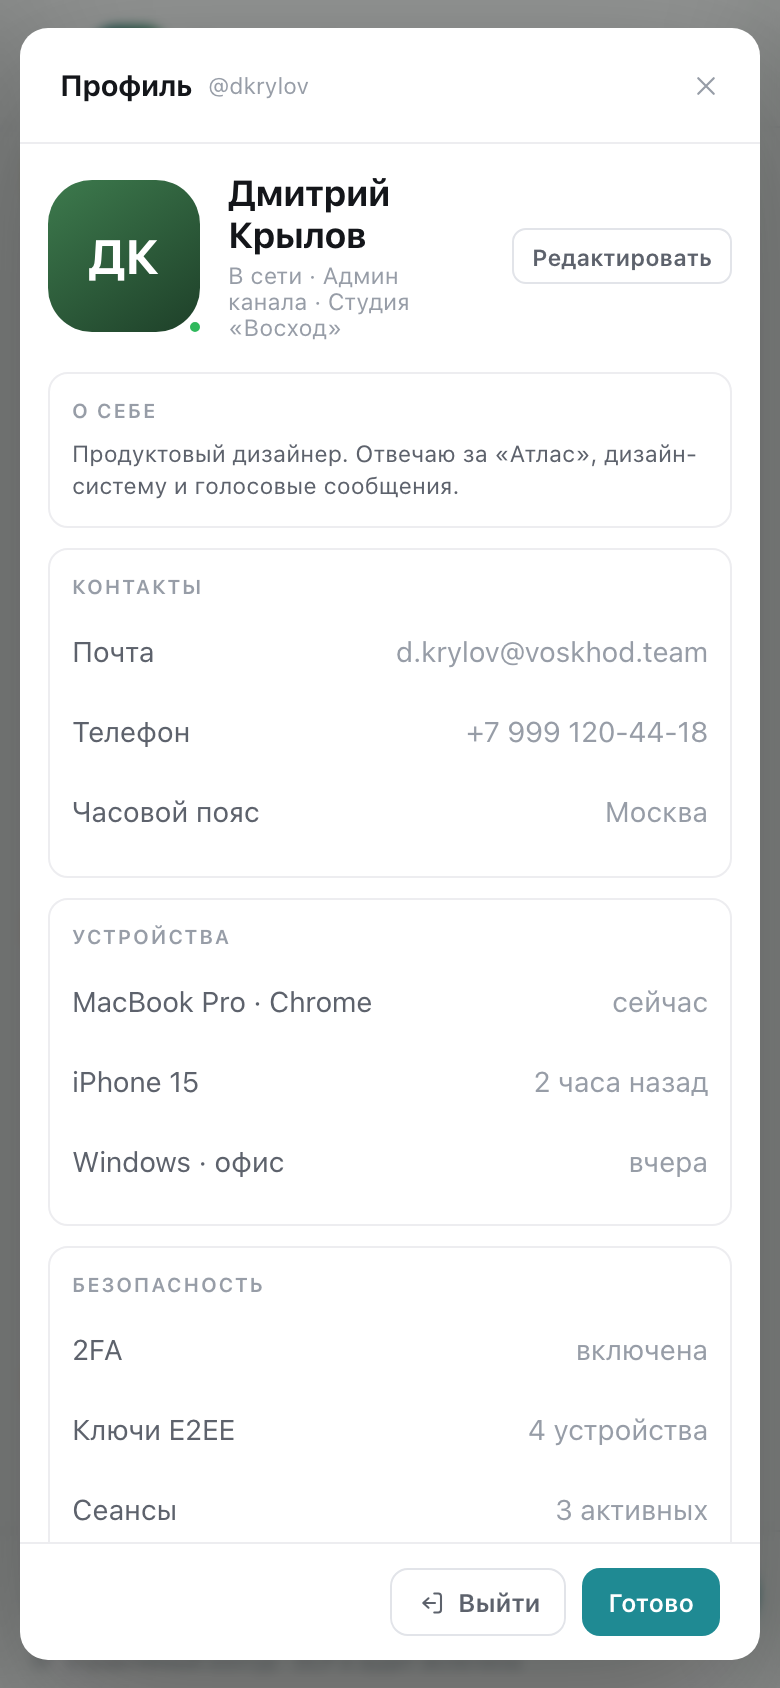 Профиль @dkrylov
ДК
Дмитрий
Крылов
В сети · Админ
канала · Студия
«Восход»
Редактировать
О СЕБЕ
Продуктовый дизайнер. Отвечаю за «Атлас», дизайн-
систему и голосовые сообщения.
КОНТАКТЫ
Почта d.krylov@voskhod.team
Телефон +7 999 120-44-18
Часовой пояс Москва
УСТРОЙСТВА
MacBook Pro · Chrome сейчас
iPhone 15 2 часа назад
Windows · офис вчера
БЕЗОПАСНОСТЬ
2FA включена
Ключи E2EE 4 устройства
Сеансы 3 активных
Выйти Готово